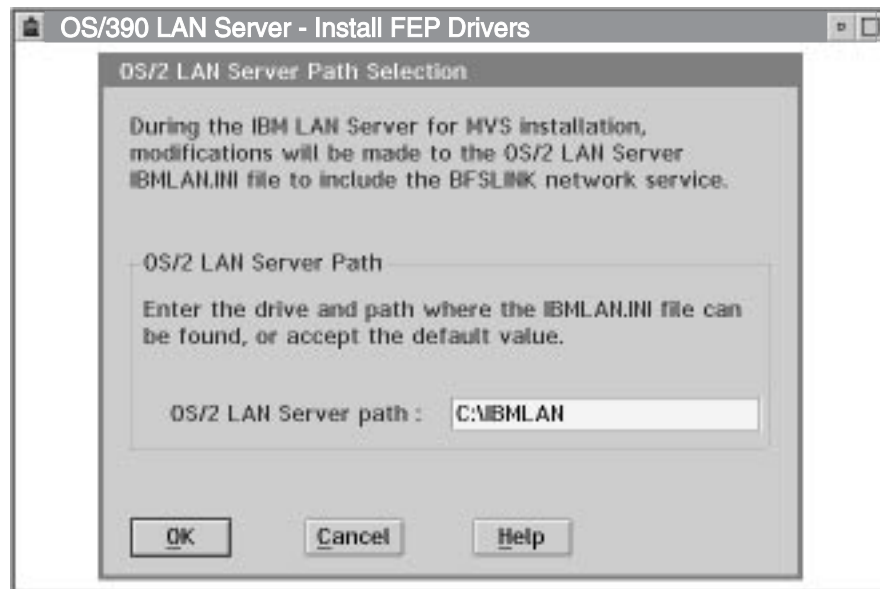 OS/390 LAN Server - Install FEP Drivers
OS/2 LAN Server Path Selection
During the IBM LAN Server for MVS installation,
modifications will be made to the OS/2 LAN Server
IBMLAN.INI file to include the BFSLINK network service.
OS/2 LAN Server Path
Enter the drive and path where the IBMLAN.INI file can
be found, or accept the default value.
OS/2 LAN Server path : C:\IBMLAN
OK Cancel Help